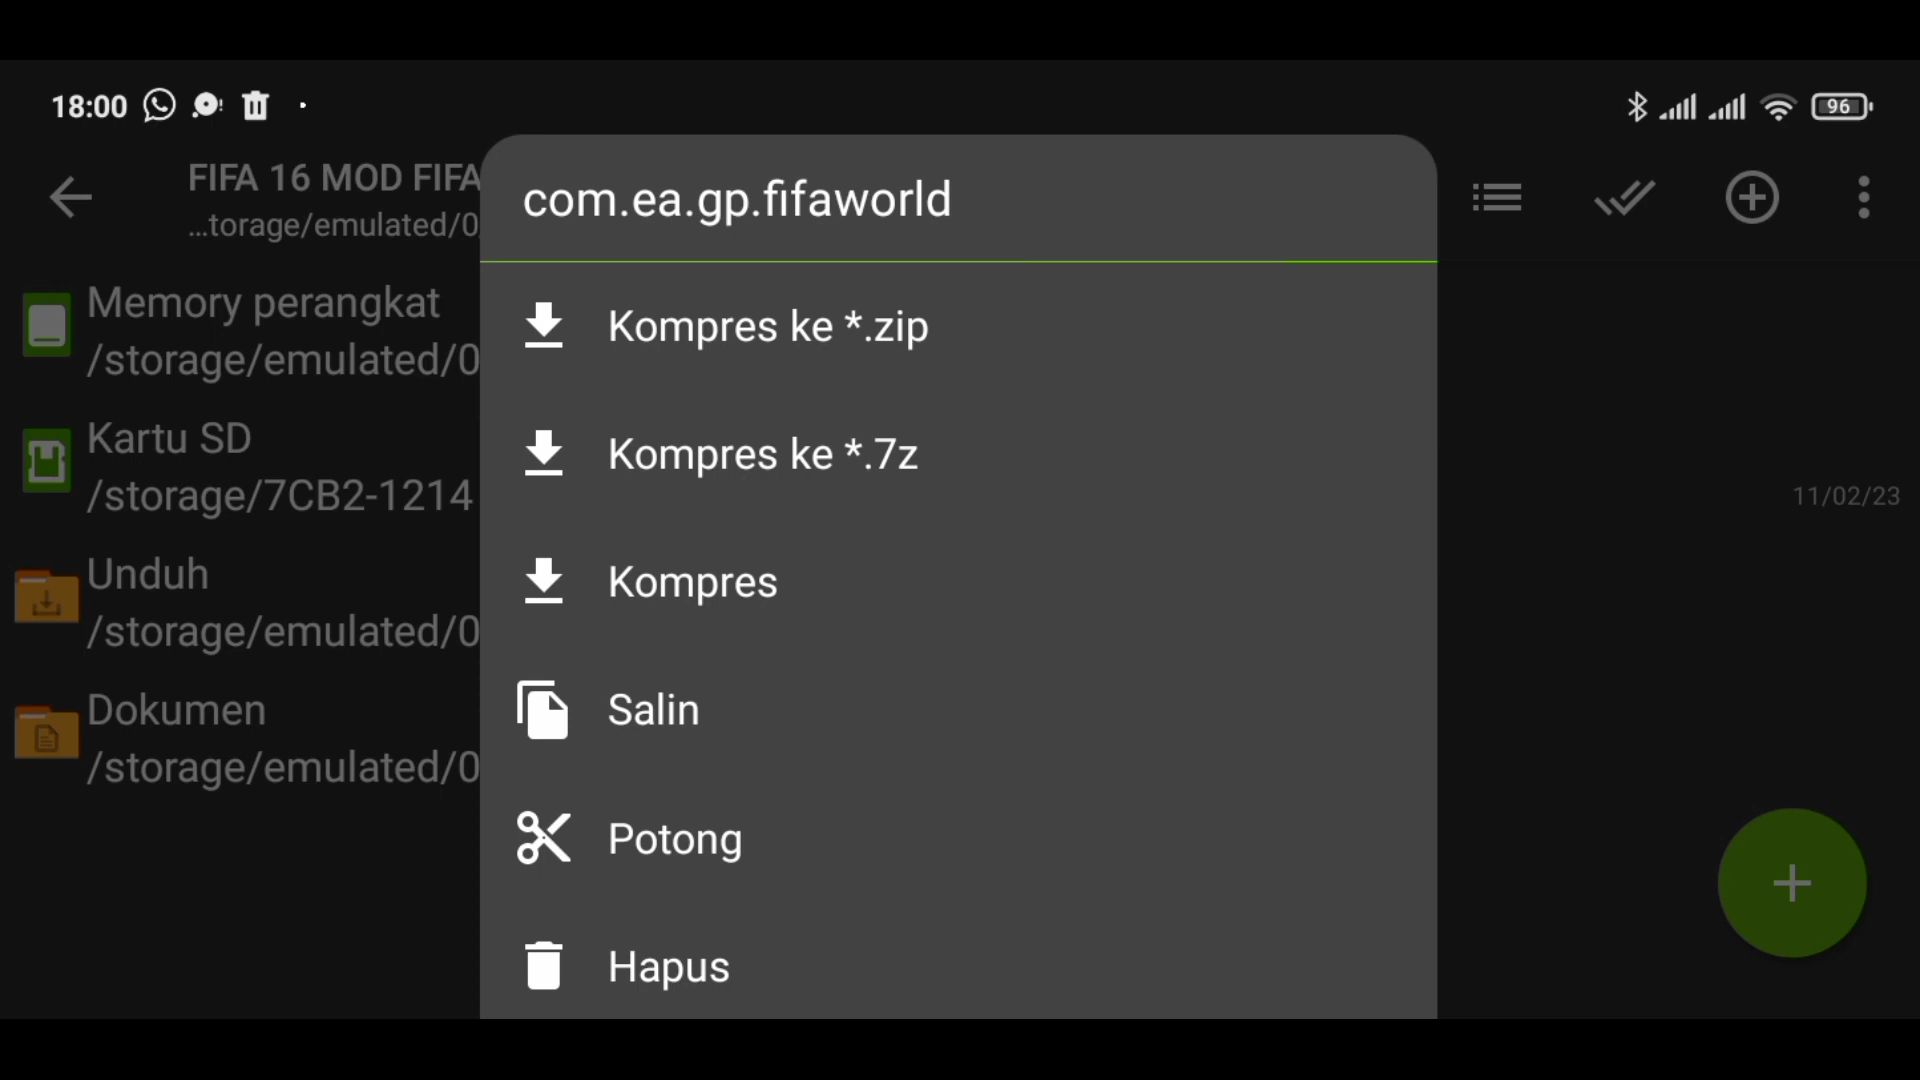 18:00
96
FIFA 16 MOD FIFA
...torage/emulated/0
com.ea.gp.fifaworld
Memory perangkat
/storage/emulated/0
Kartu SD
/storage/7CB2-1214
Unduh
/storage/emulated/0
Dokumen
/storage/emulated/0
Kompres ke *.zip
Kompres ke *.7z
Kompres
Salin
Potong
Hapus
11/02/23